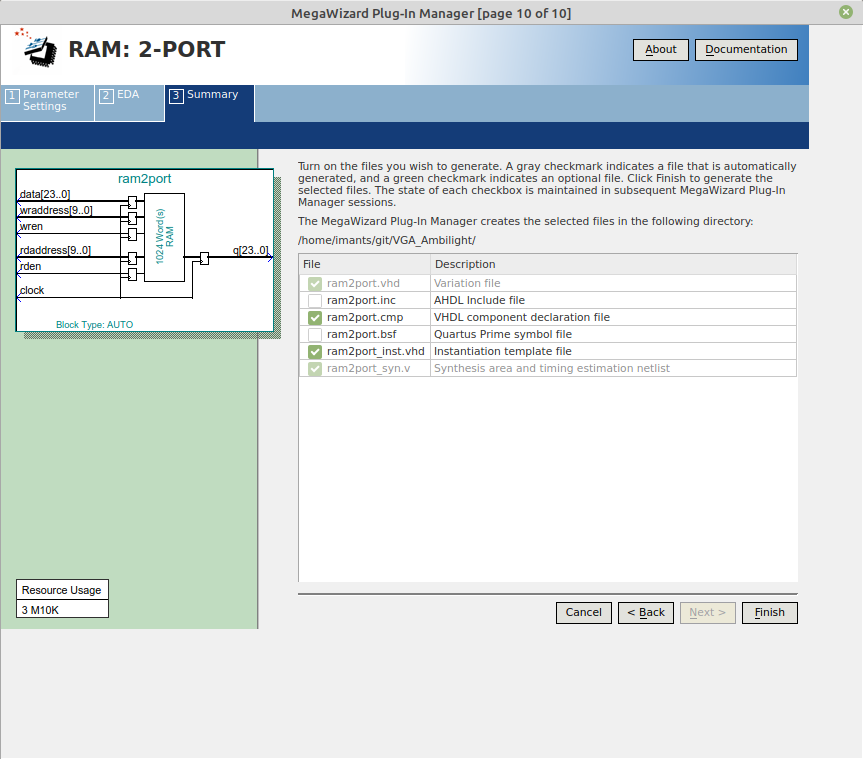 MegaWizard Plug-In Manager [page 10 of 10]
RAM: 2-PORT
About
Documentation
1 Parameter Settings
2 EDA
3 Summary
ram2port
data[23..0]
wraddress[9..0]
wren
rdaddress[9..0]
rden
clock
q[23..0]
1024 Word(s)
RAM
Block Type: AUTO
Resource Usage
3 M10K
Turn on the files you wish to generate. A gray checkmark indicates a file that is automatically
generated, and a green checkmark indicates an optional file. Click Finish to generate the
selected files. The state of each checkbox is maintained in subsequent MegaWizard Plug-In
Manager sessions.
The MegaWizard Plug-In Manager creates the selected files in the following directory:
/home/imants/git/VGA_Ambilight/
File Description
ram2port.vhd Variation file
ram2port.inc AHDL Include file
ram2port.cmp VHDL component declaration file
ram2port.bsf Quartus Prime symbol file
ram2port_inst.vhd Instantiation template file
ram2port_syn.v Synthesis area and timing estimation netlist
Cancel
< Back
Next >
Finish